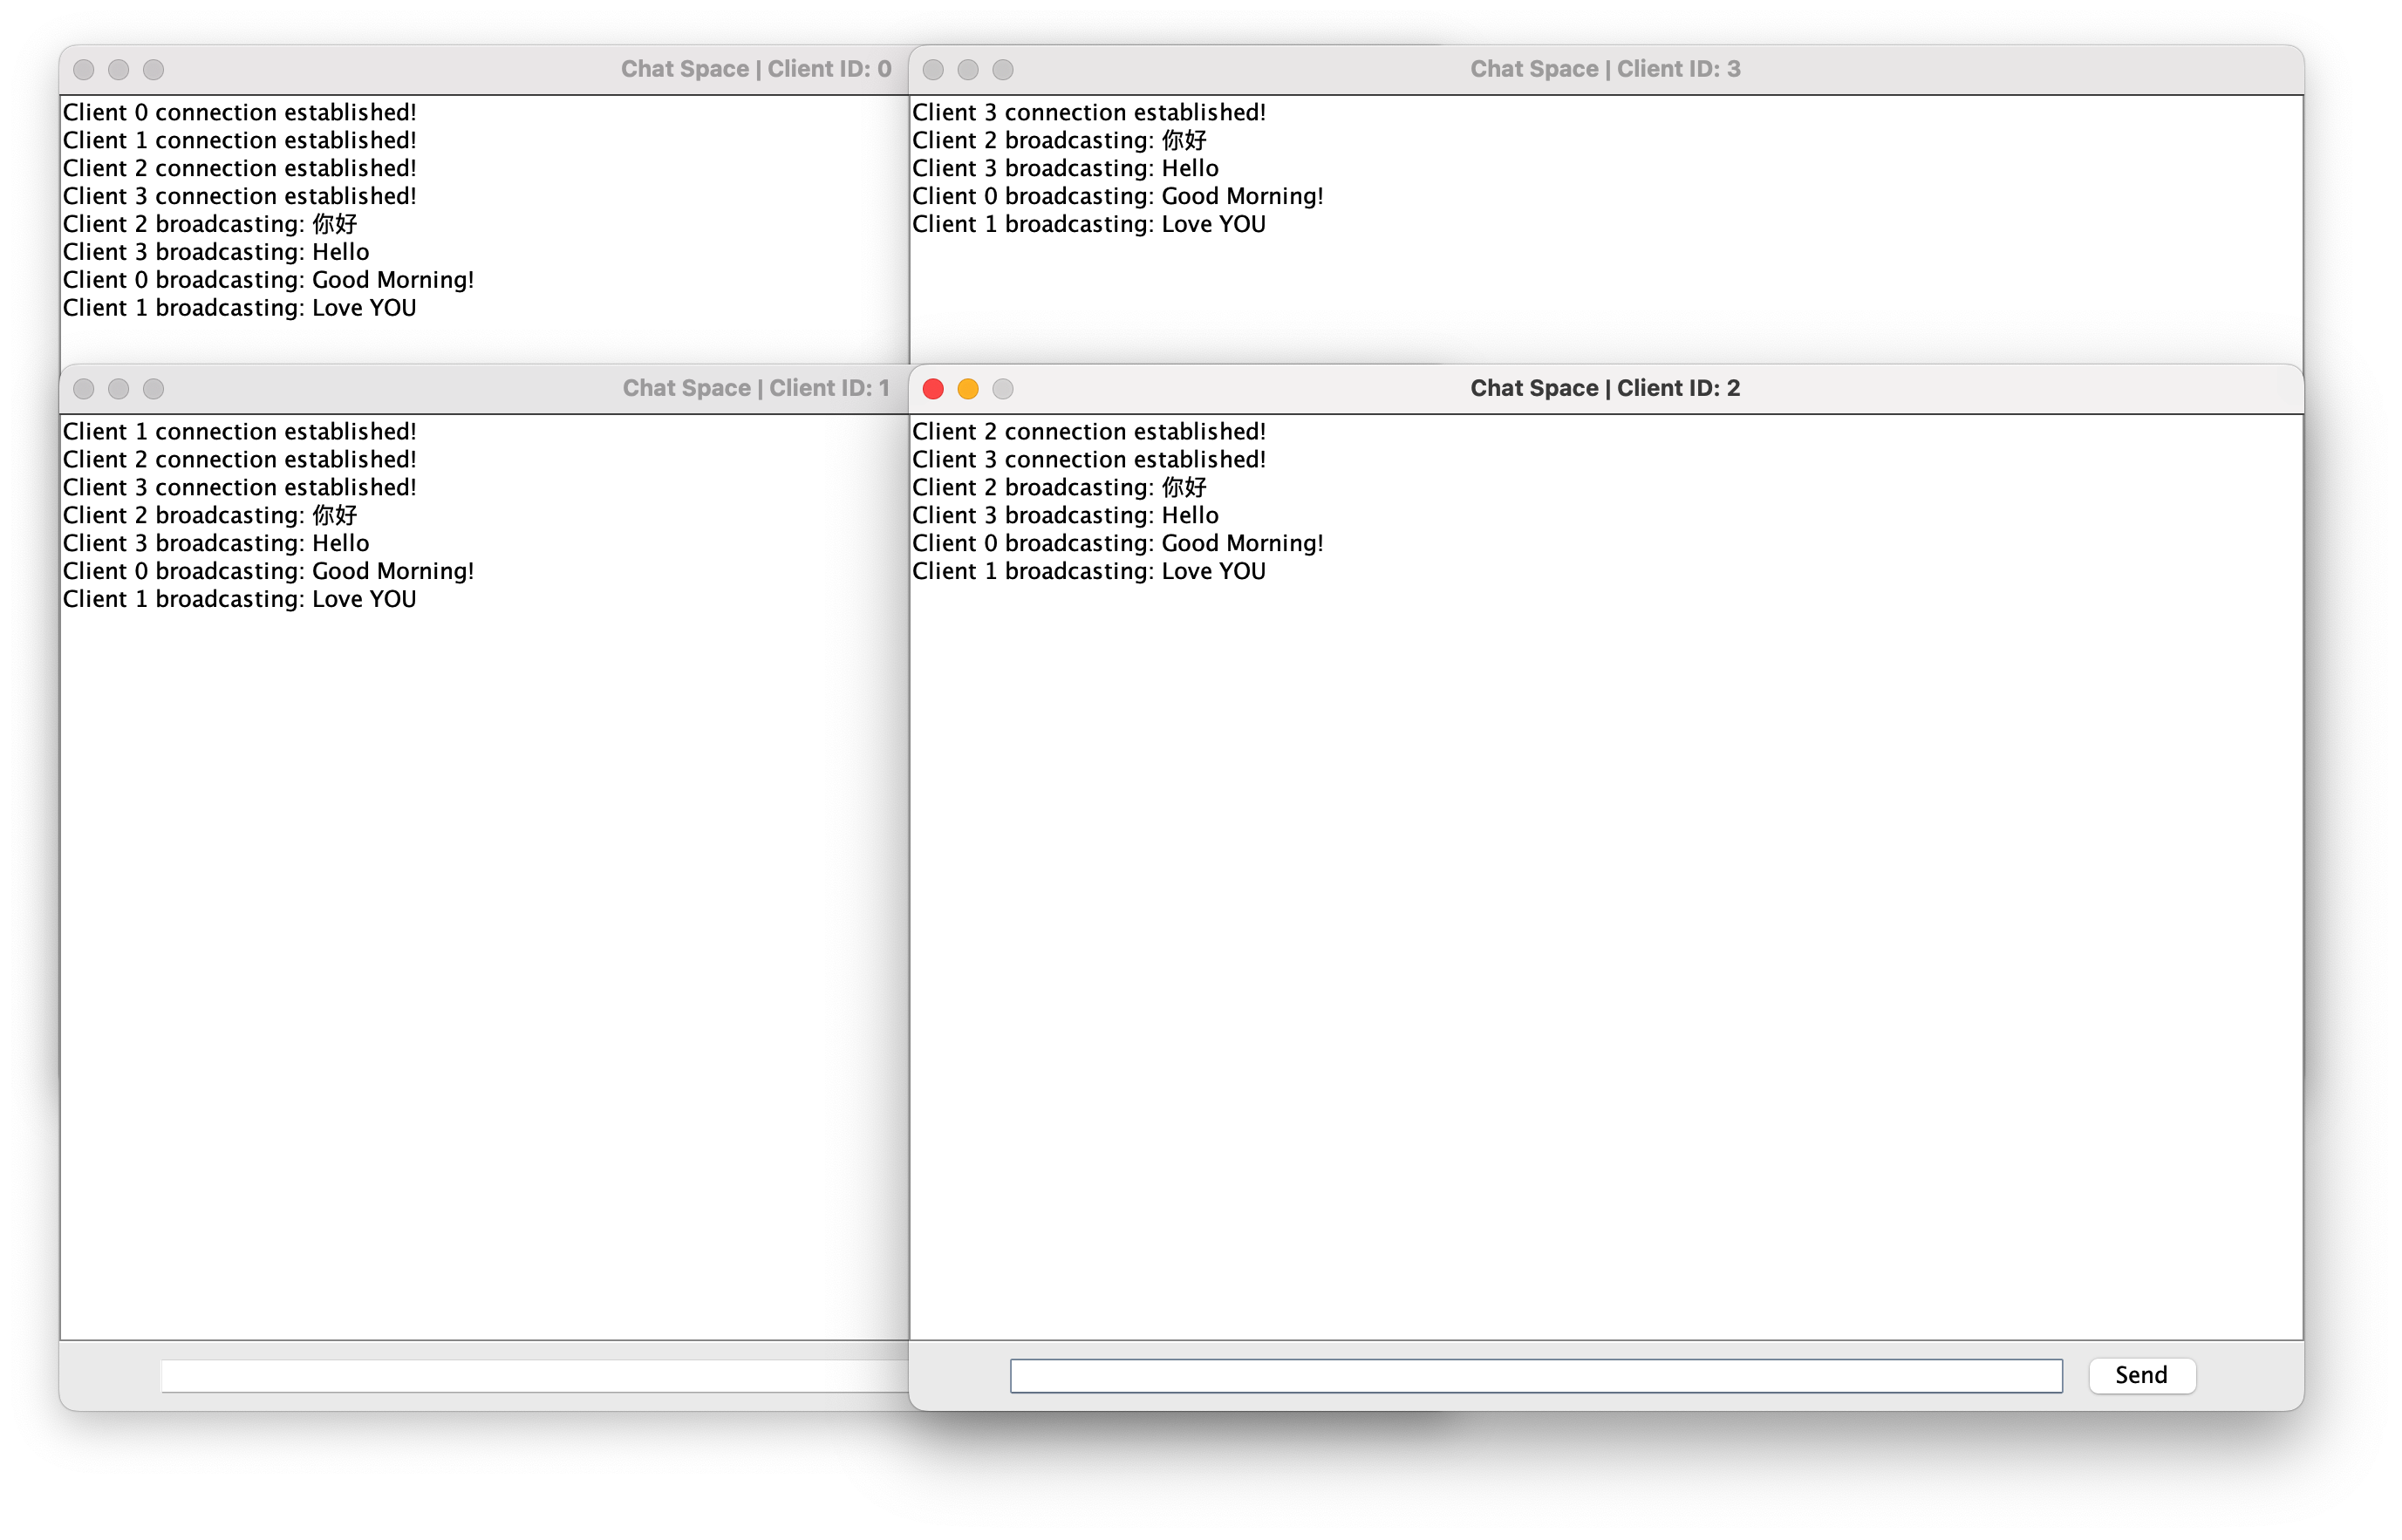 Chat Space | Client ID: 0
Client 0 connection established!
Client 1 connection established!
Client 2 connection established!
Client 3 connection established!
Client 2 broadcasting: 你好
Client 3 broadcasting: Hello
Client 0 broadcasting: Good Morning!
Client 1 broadcasting: Love YOU
Chat Space | Client ID: 3
Client 3 connection established!
Client 2 broadcasting: 你好
Client 3 broadcasting: Hello
Client 0 broadcasting: Good Morning!
Client 1 broadcasting: Love YOU
Chat Space | Client ID: 1
Client 1 connection established!
Client 2 connection established!
Client 3 connection established!
Client 2 broadcasting: 你好
Client 3 broadcasting: Hello
Client 0 broadcasting: Good Morning!
Client 1 broadcasting: Love YOU
Chat Space | Client ID: 2
Client 2 connection established!
Client 3 connection established!
Client 2 broadcasting: 你好
Client 3 broadcasting: Hello
Client 0 broadcasting: Good Morning!
Client 1 broadcasting: Love YOU
Send